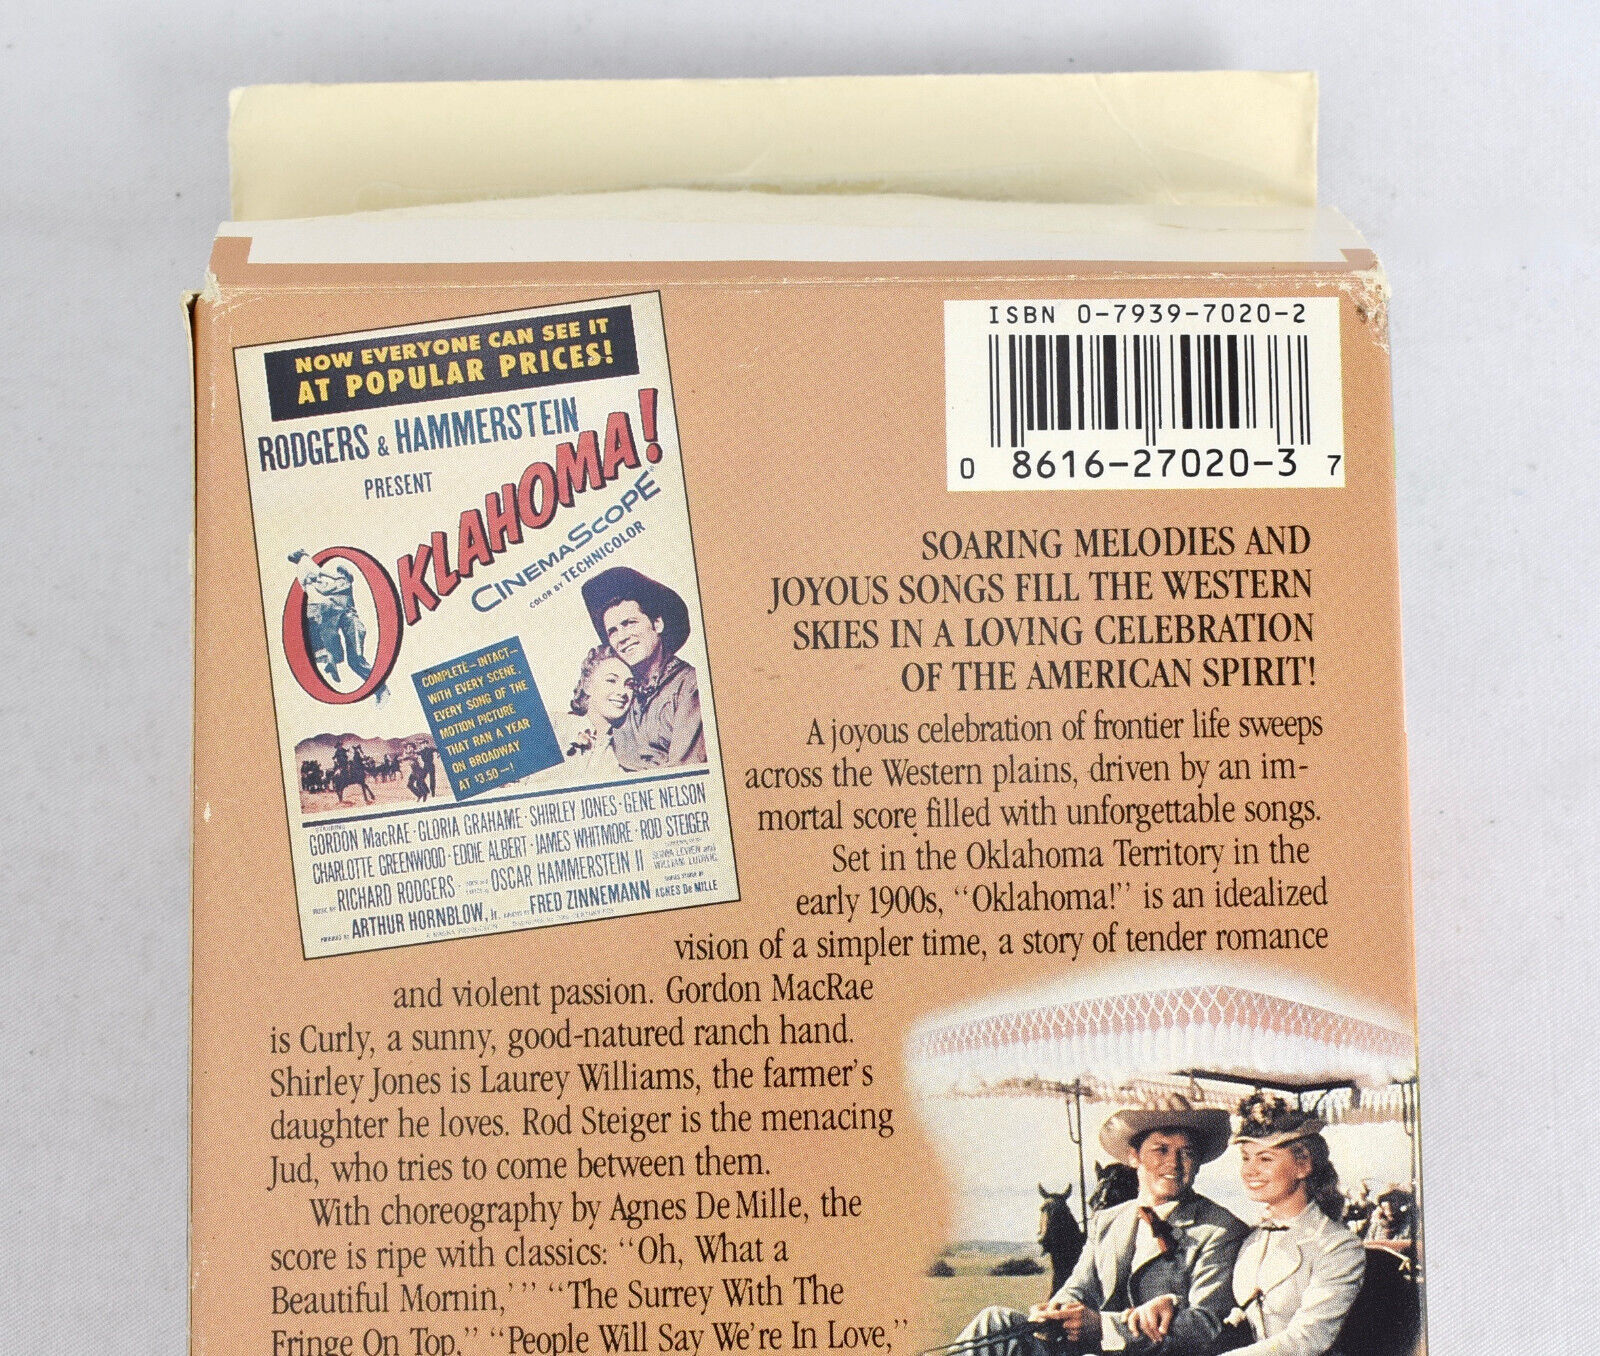 NOW EVERYONE CAN SEE IT
AT POPULAR PRICES!
RODGERS & HAMMERSTEIN
PRESENT
OKLAHOMA!
CINEMASCOPE
COLOR BY TECHNICOLOR
COMPLETE—INTACT—
WITH EVERY SCENE,
EVERY SONG OF THE
MOTION PICTURE
THAT RAN A YEAR
ON BROADWAY
AT $3.50—!
STARRING
GORDON MacRAE · GLORIA GRAHAME · SHIRLEY JONES · GENE NELSON
CHARLOTTE GREENWOOD · EDDIE ALBERT · JAMES WHITMORE · ROD STEIGER
RICHARD RODGERS · OSCAR HAMMERSTEIN II SONYA LEVIEN and WILLIAM LUDWIG
ARTHUR HORNBLOW, Jr. FRED ZINNEMANN AGNES De MILLE
ISBN 0-7939-7020-2
0 8616-27020-3 7
SOARING MELODIES AND
JOYOUS SONGS FILL THE WESTERN
SKIES IN A LOVING CELEBRATION
OF THE AMERICAN SPIRIT!
A joyous celebration of frontier life sweeps
across the Western plains, driven by an im-
mortal score filled with unforgettable songs.
Set in the Oklahoma Territory in the
early 1900s, “Oklahoma!” is an idealized
vision of a simpler time, a story of tender romance
and violent passion. Gordon MacRae
is Curly, a sunny, good-natured ranch hand.
Shirley Jones is Laurey Williams, the farmer's
daughter he loves. Rod Steiger is the menacing
Jud, who tries to come between them.
With choreography by Agnes De Mille, the
score is ripe with classics: “Oh, What a
Beautiful Mornin,’” “The Surrey With The
Fringe On Top,” “People Will Say We're In Love,”